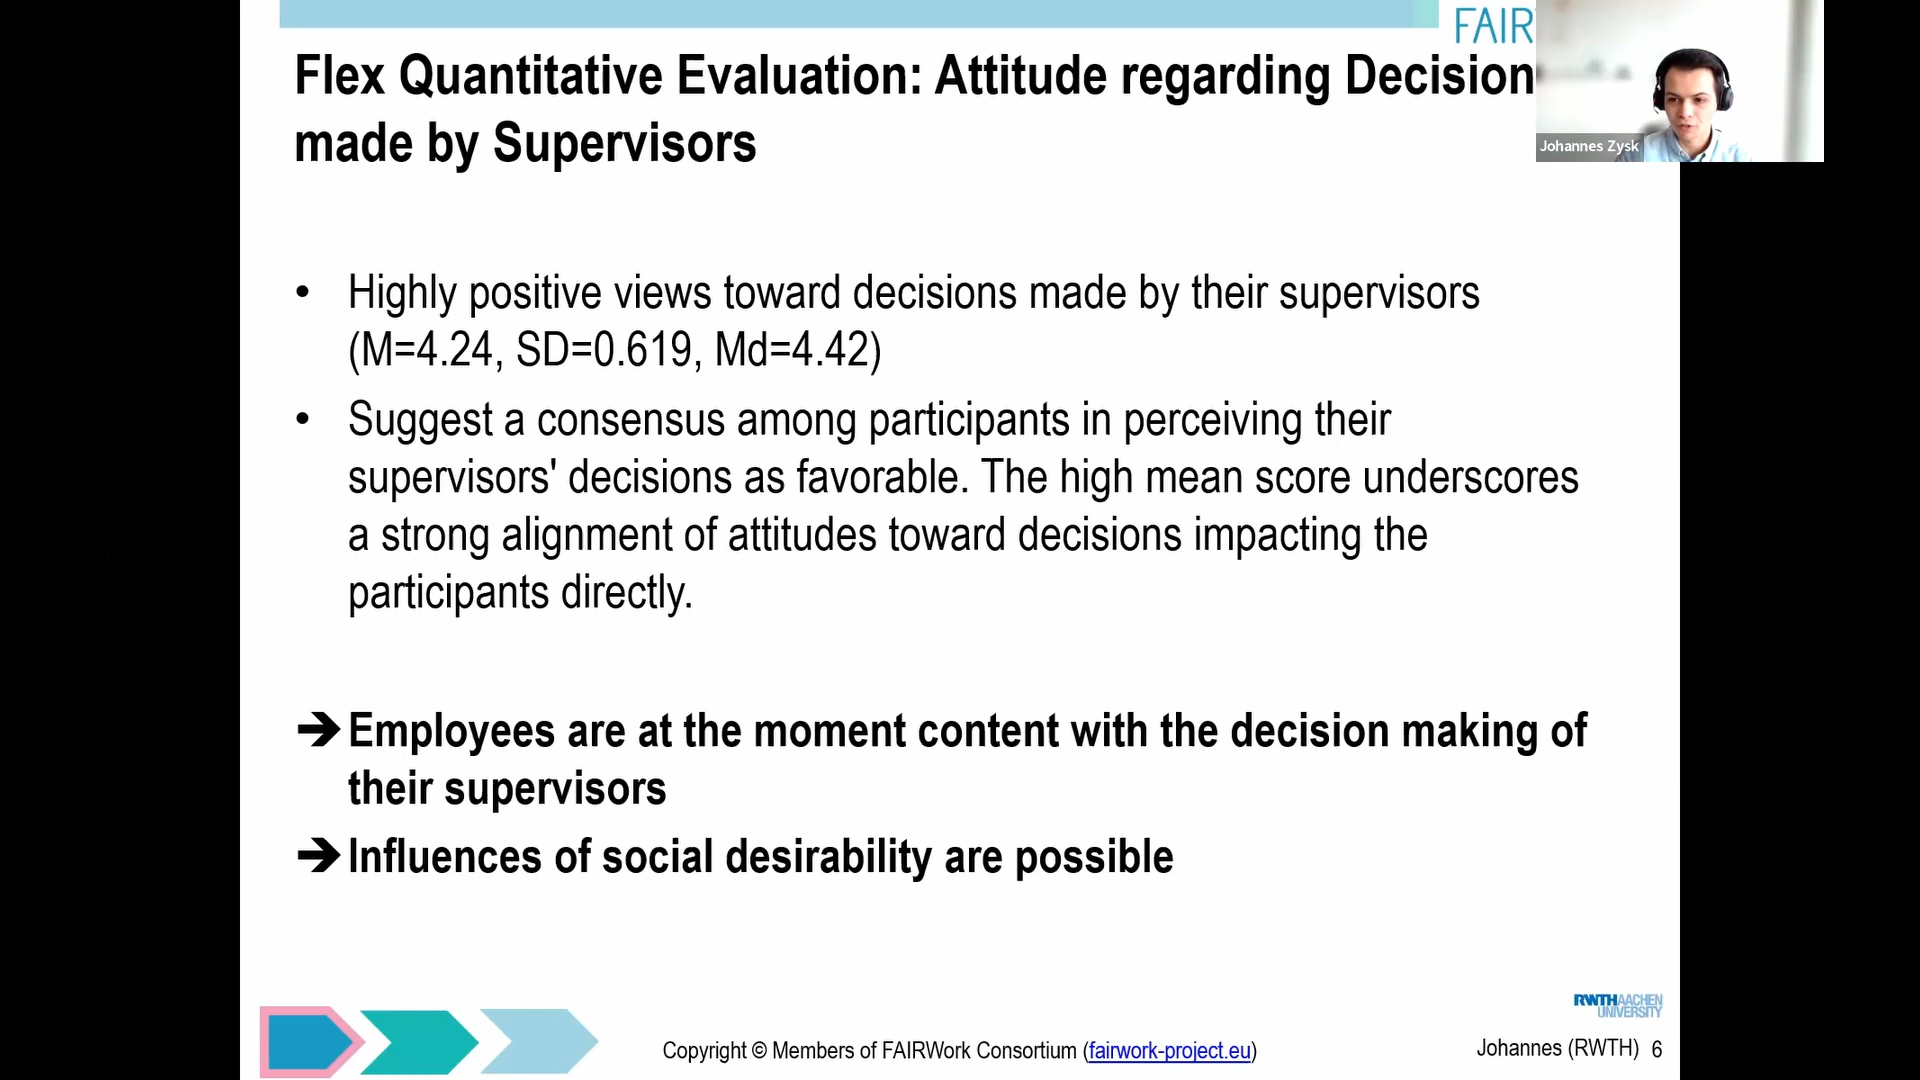 FAIR
Flex Quantitative Evaluation: Attitude regarding Decision
made by Supervisors
Johannes Zysk
• Highly positive views toward decisions made by their supervisors
(M=4.24, SD=0.619, Md=4.42)
• Suggest a consensus among participants in perceiving their
supervisors' decisions as favorable. The high mean score underscores
a strong alignment of attitudes toward decisions impacting the
participants directly.
➔ Employees are at the moment content with the decision making of
their supervisors
➔ Influences of social desirability are possible
RWTH AACHEN
UNIVERSITY
Copyright © Members of FAIRWork Consortium (fairwork-project.eu)
Johannes (RWTH) 6